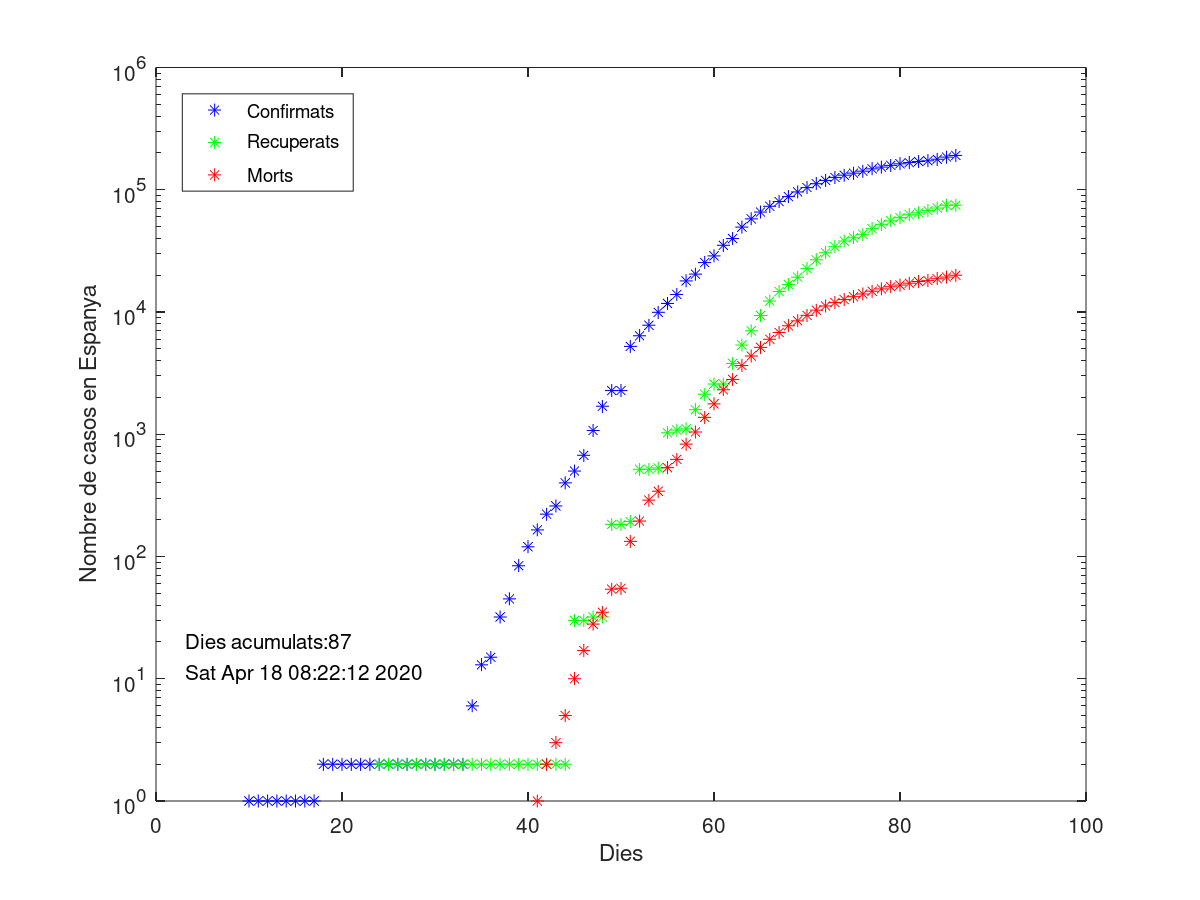 10^6
10^5
10^4
10^3
10^2
10^1
10^0
Confirmats
Recuperats
Morts
Nombre de casos en Espanya
Dies acumulats:87
Sat Apr 18 08:22:12 2020
0 20 40 60 80 100
Dies